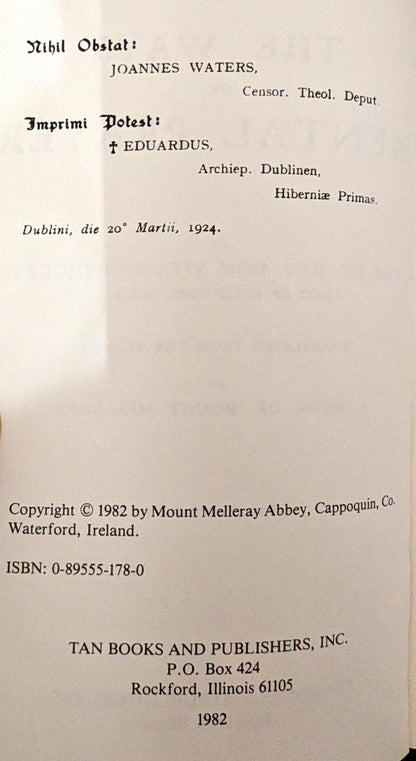 Nihil Obstat:
JOANNES WATERS,
Censor. Theol. Deput.
Imprimi Potest:
✝ EDUARDUS,
Archiep. Dublinen,
Hiberniæ Primas.
Dublini, die 20° Martii, 1924.
Copyright © 1982 by Mount Melleray Abbey, Cappoquin, Co.
Waterford, Ireland.
ISBN: 0-89555-178-0
TAN BOOKS AND PUBLISHERS, INC.
P.O. Box 424
Rockford, Illinois 61105
1982